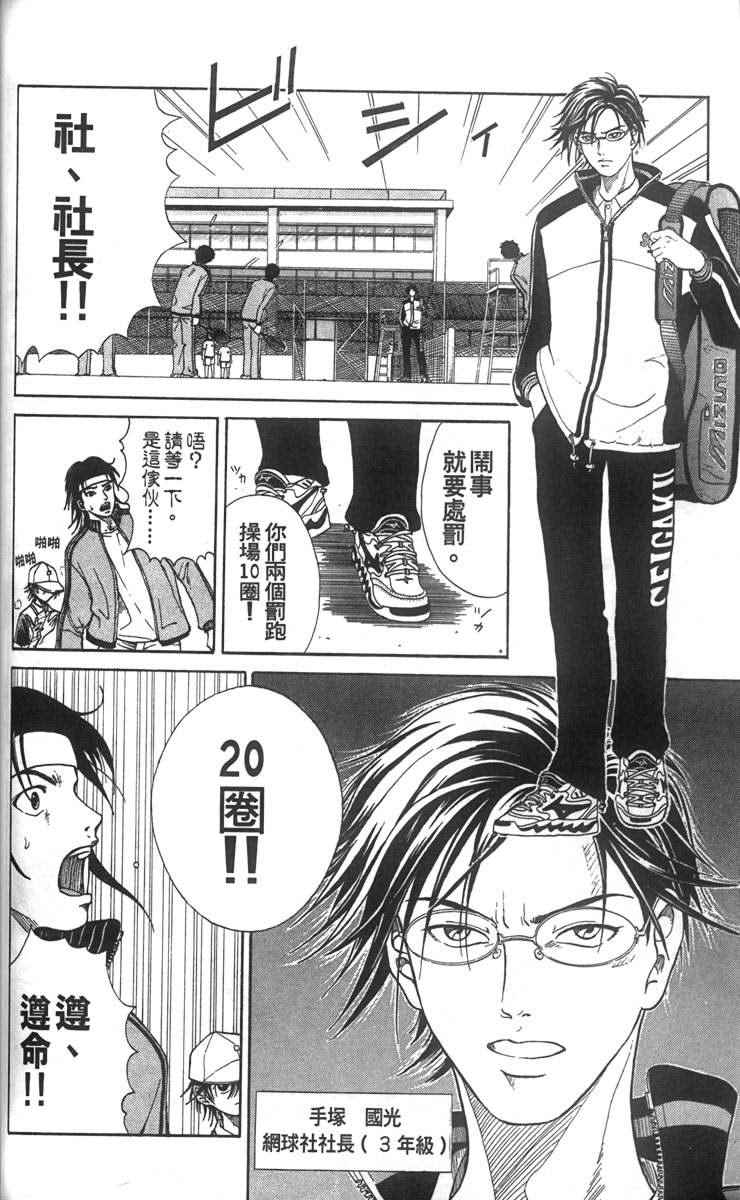 ビシィ
社、社長!!
MIZUNO
SEIGAKU
鬧事
就要處罰。
你們兩個罰跑
操場10圈!
唔?
請等一下。
是這傢伙……
啪啪
啪啪
20
圈!!
遵、
遵命!!
手塚 國光
網球社社長(3年級)